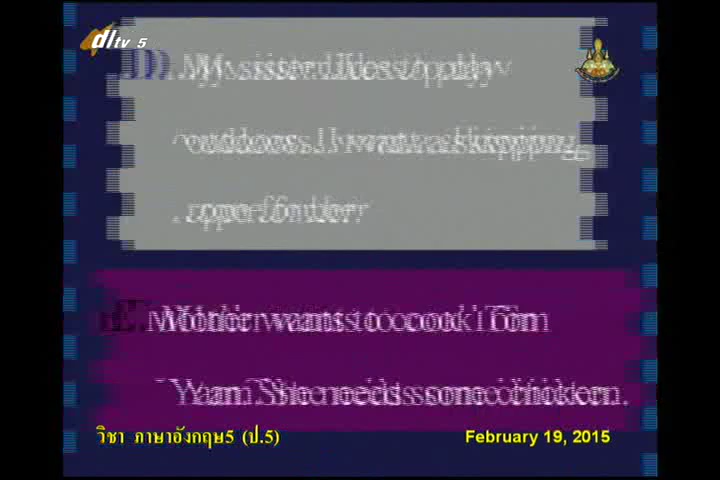 dltv 5
D). My sister likes to play
outdoors. I want a skipping
rope for her
E. Mother wants to cook Tom
Yam. She needs some chicken.
วิชา ภาษาอังกฤษ5 (ป.5)
February 19, 2015